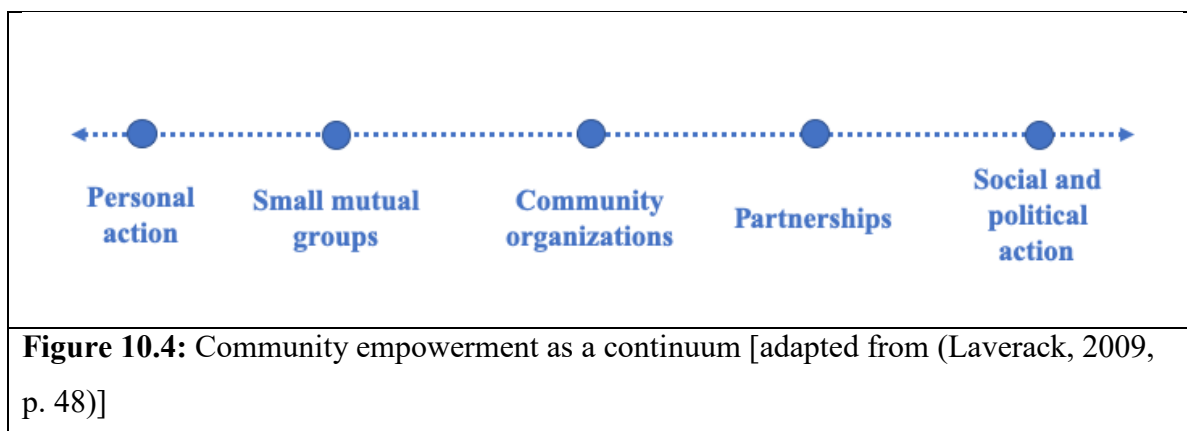 Personal
action
Small mutual
groups
Community
organizations
Partnerships
Social and
political
action
Figure 10.4: Community empowerment as a continuum [adapted from (Laverack, 2009,
p. 48)]